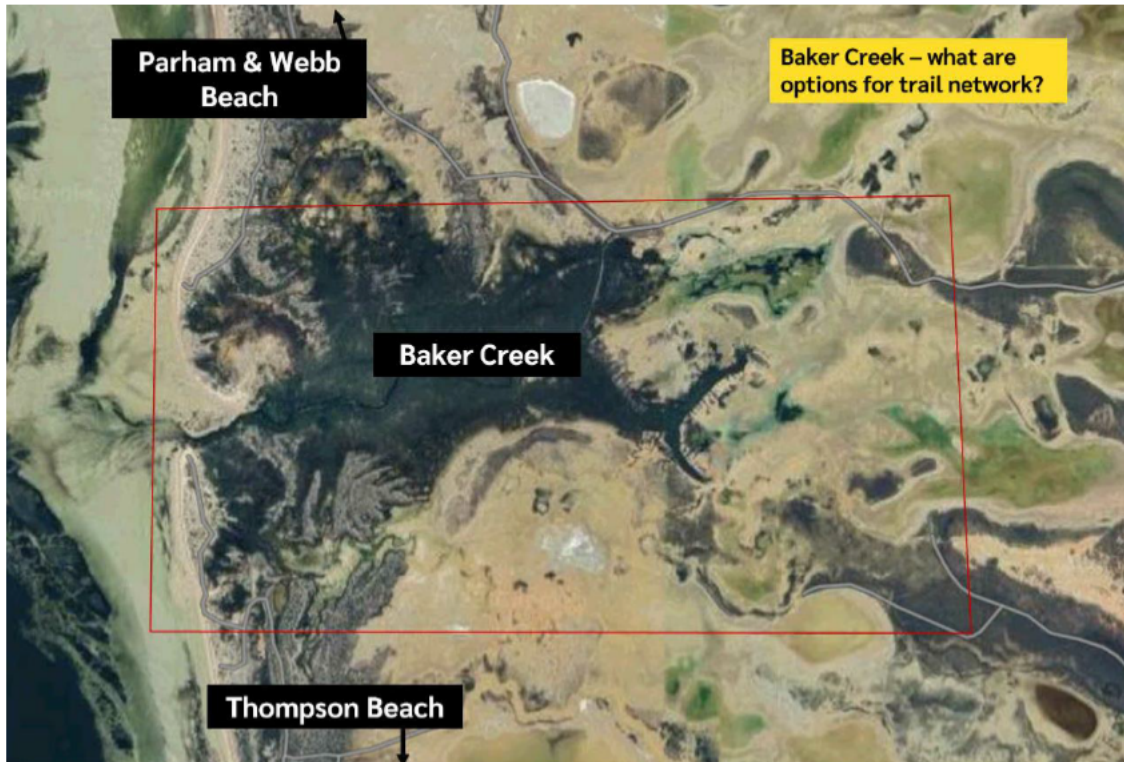 Parham & Webb
Beach
Baker Creek – what are
options for trail network?
Baker Creek
Thompson Beach